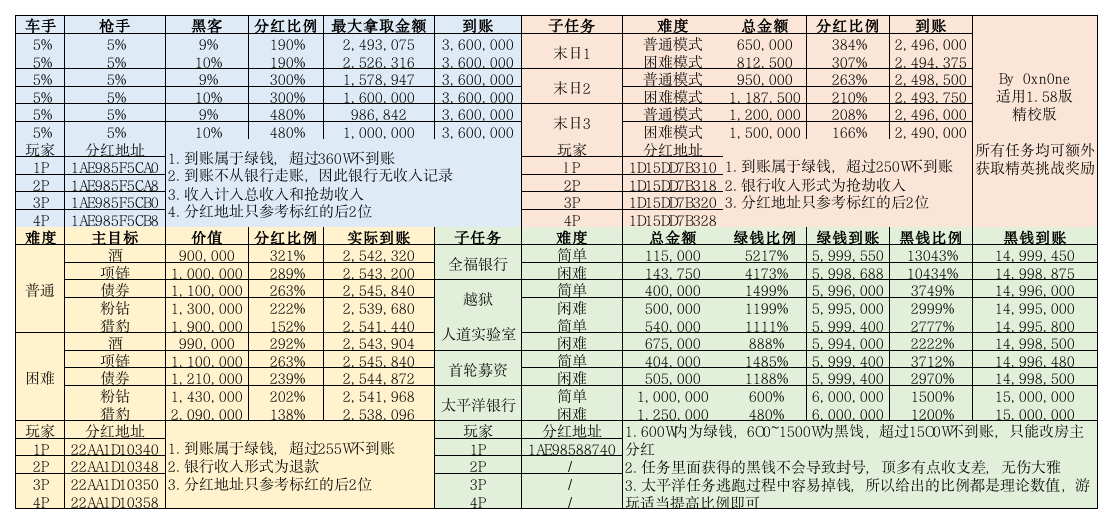 车手 枪手 黑客 分红比例 最大拿取金额 到账 子任务 难度 总金额 分红比例 到账
5% 5% 9% 190% 2,493,075 3,600,000 末日1 普通模式 650,000 384% 2,496,000
5% 5% 10% 190% 2,526,316 3,600,000 困难模式 812,500 307% 2,494,375
5% 5% 9% 300% 1,578,947 3,600,000 末日2 普通模式 950,000 263% 2,498,500
5% 5% 10% 300% 1,600,000 3,600,000 困难模式 1,187,500 210% 2,493,750
5% 5% 9% 480% 986,842 3,600,000 末日3 普通模式 1,200,000 208% 2,496,000
5% 5% 10% 480% 1,000,000 3,600,000 困难模式 1,500,000 166% 2,490,000
By 0xn0ne
适用1.58版
精校版
所有任务均可额外
获取精英挑战奖励
玩家 分红地址
1P 1AE985F5CA0
2P 1AE985F5CA8
3P 1AE985F5CB0
4P 1AE985F5CB8
1. 到账属于绿钱，超过360W不到账
2. 到账不从银行走账，因此银行无收入记录
3. 收入计入总收入和抢劫收入
4. 分红地址只参考标红的后2位
玩家 分红地址
1P 1D15DD7B310
2P 1D15DD7B318
3P 1D15DD7B320
4P 1D15DD7B328
1. 到账属于绿钱，超过250W不到账
2. 银行收入形式为抢劫收入
3. 分红地址只参考标红的后2位
难度 主目标 价值 分红比例 实际到账 子任务 难度 总金额 绿钱比例 绿钱到账 黑钱比例 黑钱到账
普通 酒 900,000 321% 2,542,320 全福银行 简单 115,000 5217% 5,999,550 13043% 14,999,450
项链 1,000,000 289% 2,543,200 困难 143,750 4173% 5,998,688 10434% 14,998,875
债券 1,100,000 263% 2,545,840 越狱 简单 400,000 1499% 5,996,000 3749% 14,996,000
粉钻 1,300,000 222% 2,539,680 困难 500,000 1199% 5,995,000 2999% 14,995,000
猎豹 1,900,000 152% 2,541,440 人道实验室 简单 540,000 1111% 5,999,400 2777% 14,995,800
困难 酒 990,000 292% 2,543,904 困难 675,000 888% 5,994,000 2222% 14,998,500
项链 1,100,000 263% 2,545,840 首轮募资 简单 404,000 1485% 5,999,400 3712% 14,996,480
债券 1,210,000 239% 2,544,872 困难 505,000 1188% 5,999,400 2970% 14,998,500
粉钻 1,430,000 202% 2,541,968 太平洋银行 简单 1,000,000 600% 6,000,000 1500% 15,000,000
猎豹 2,090,000 138% 2,538,096 困难 1,250,000 480% 6,000,000 1200% 15,000,000
玩家 分红地址
1P 22AA1D10340
2P 22AA1D10348
3P 22AA1D10350
4P 22AA1D10358
1. 到账属于绿钱，超过255W不到账
2. 银行收入形式为退款
3. 分红地址只参考标红的后2位
玩家 分红地址
1P 1AE98588740
2P /
3P /
4P /
1. 600W内为绿钱，600~1500W为黑钱，超过1500W不到账，只能改房主
分红
2. 任务里面获得的黑钱不会导致封号，顶多有点收支差，无伤大雅
3. 太平洋任务逃跑过程中容易掉钱，所以给出的比例都是理论数值，游
玩适当提高比例即可